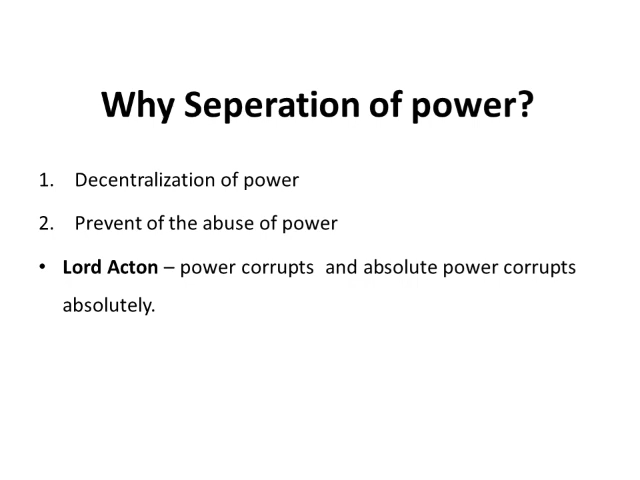 Why Seperation of power?
1. Decentralization of power
2. Prevent of the abuse of power
• Lord Acton – power corrupts  and absolute power corrupts
absolutely.